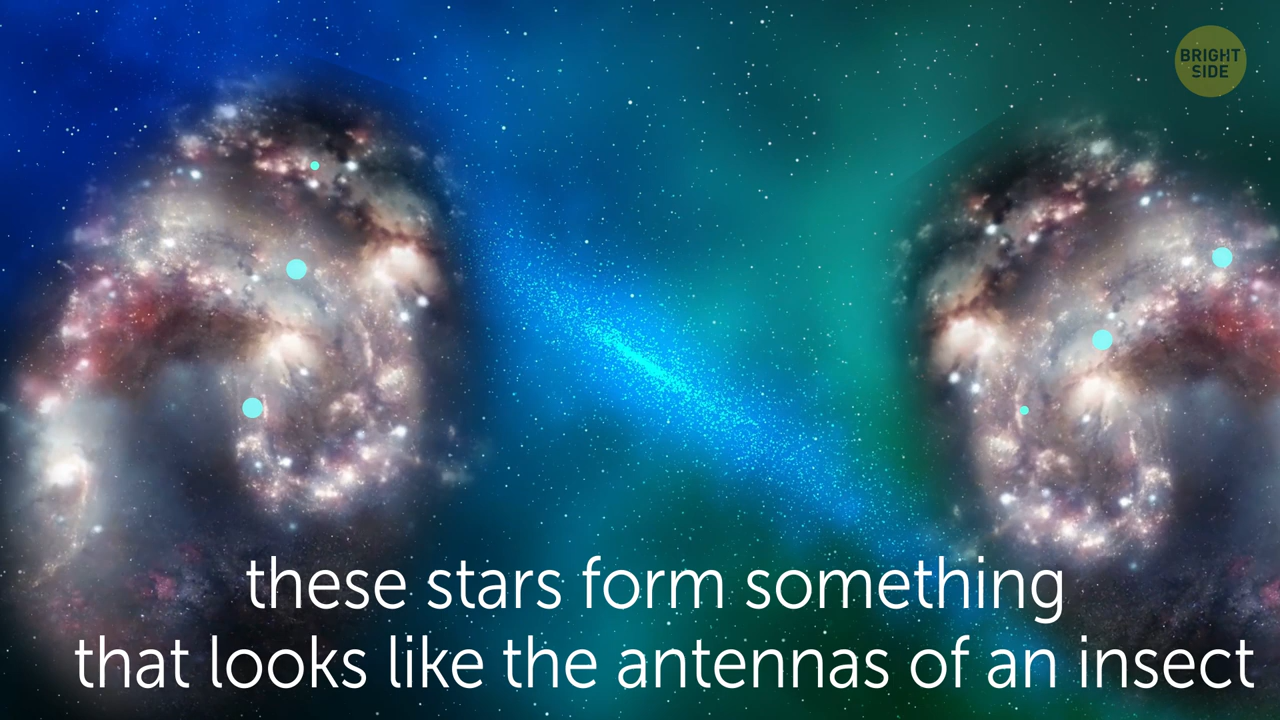 BRIGHT
SIDE
these stars form something
that looks like the antennas of an insect